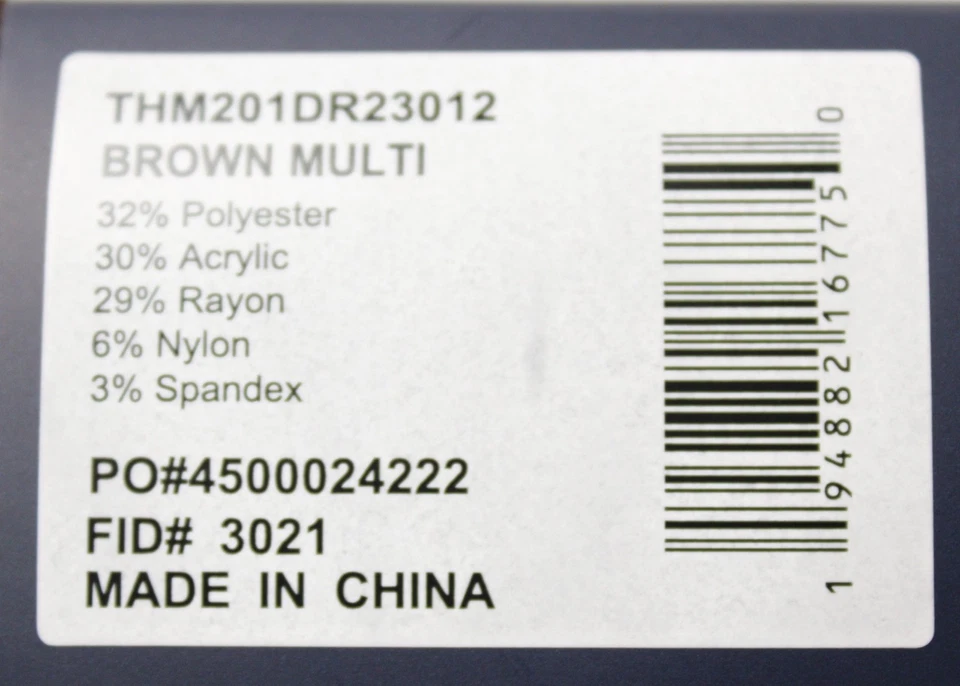 THM201DR23012
BROWN MULTI
32% Polyester
30% Acrylic
29% Rayon
6% Nylon
3% Spandex
PO#4500024222
FID# 3021
MADE IN CHINA
1 94882 16775 0